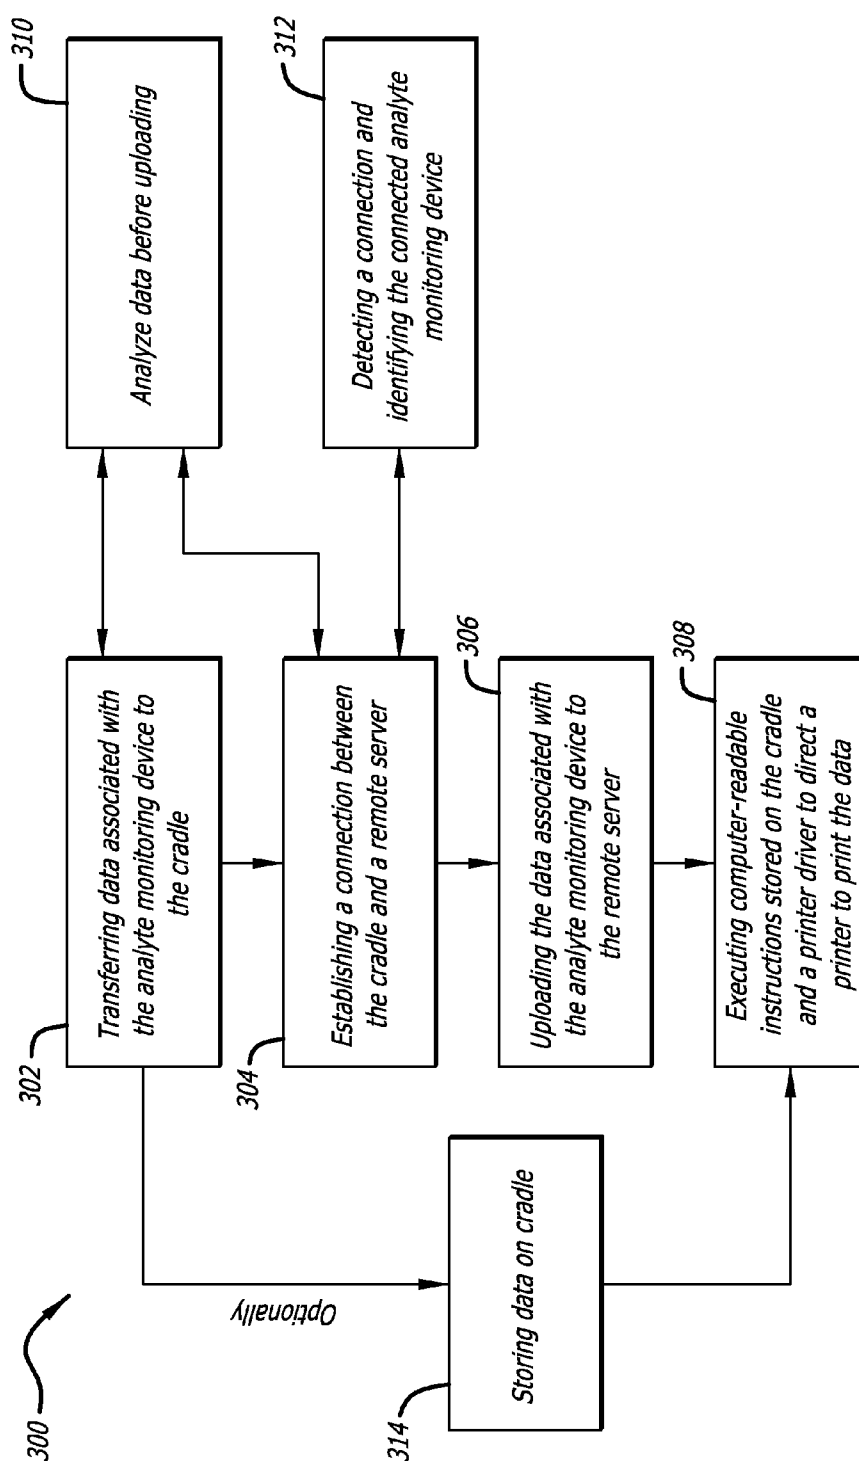 300
302
Transferring data associated with
the analyte monitoring device to
the cradle
310
Analyze data before uploading
304
Establishing a connection between
the cradle and a remote server
312
Detecting a connection and
identifying the connected analyte
monitoring device
Optionally
314
Storing data on cradle
306
Uploading the data associated with
the analyte monitoring device to
the remote server
308
Executing computer-readable
instructions stored on the cradle
and a printer driver to direct a
printer to print the data